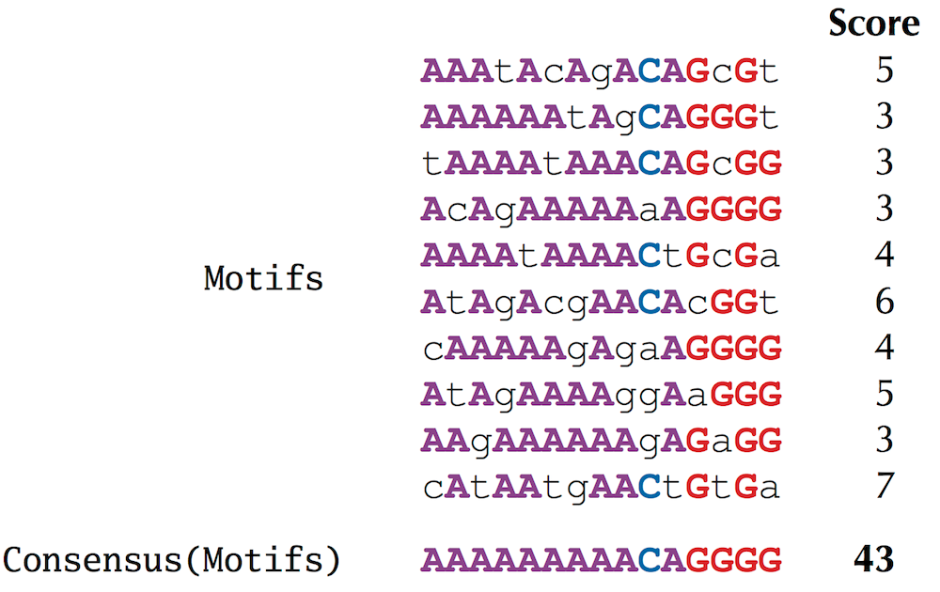 Score
AAAtAcAgACAGcGt 5
AAAAAAtAgCAGGGt 3
tAAAAtAAACAGcGG 3
AcAgAAAAAaAGGGG 3
AAAAtAAAACtGcGa 4
Motifs
AtAgAcgAACAcGGt 6
cAAAAAgAgaAGGGG 4
AtAgAAAAggAaGGG 5
AAgAAAAAAgAGaGG 3
cAtAAtgAACtGtGa 7
Consensus(Motifs) AAAAAAAAACAGGGG 43